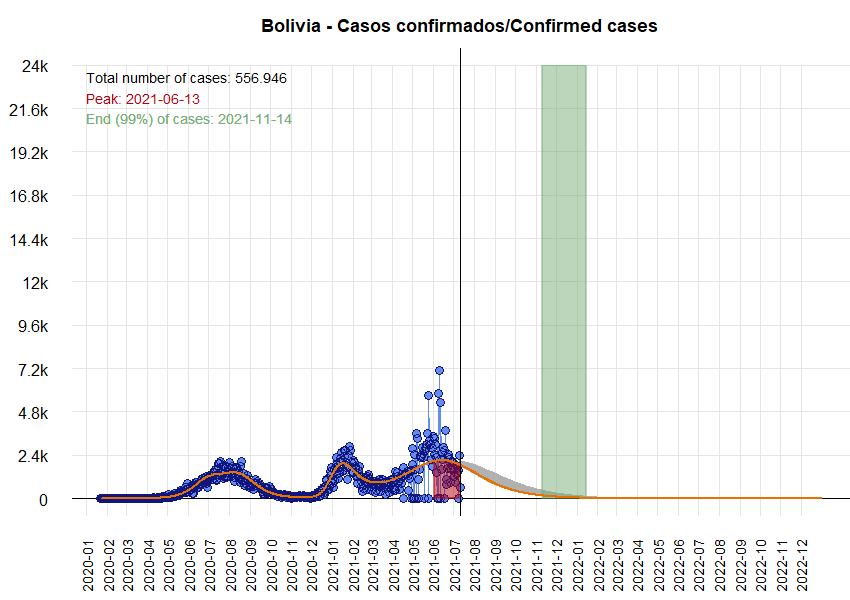 Bolivia - Casos confirmados/Confirmed cases
24k
21.6k
19.2k
16.8k
14.4k
12k
9.6k
7.2k
4.8k
2.4k
0
Total number of cases: 556.946
Peak: 2021-06-13
End (99%) of cases: 2021-11-14
2020-01
2020-02
2020-03
2020-04
2020-05
2020-06
2020-07
2020-08
2020-09
2020-10
2020-11
2020-12
2021-01
2021-02
2021-03
2021-04
2021-05
2021-06
2021-07
2021-08
2021-09
2021-10
2021-11
2021-12
2022-01
2022-02
2022-03
2022-04
2022-05
2022-06
2022-07
2022-08
2022-09
2022-10
2022-11
2022-12